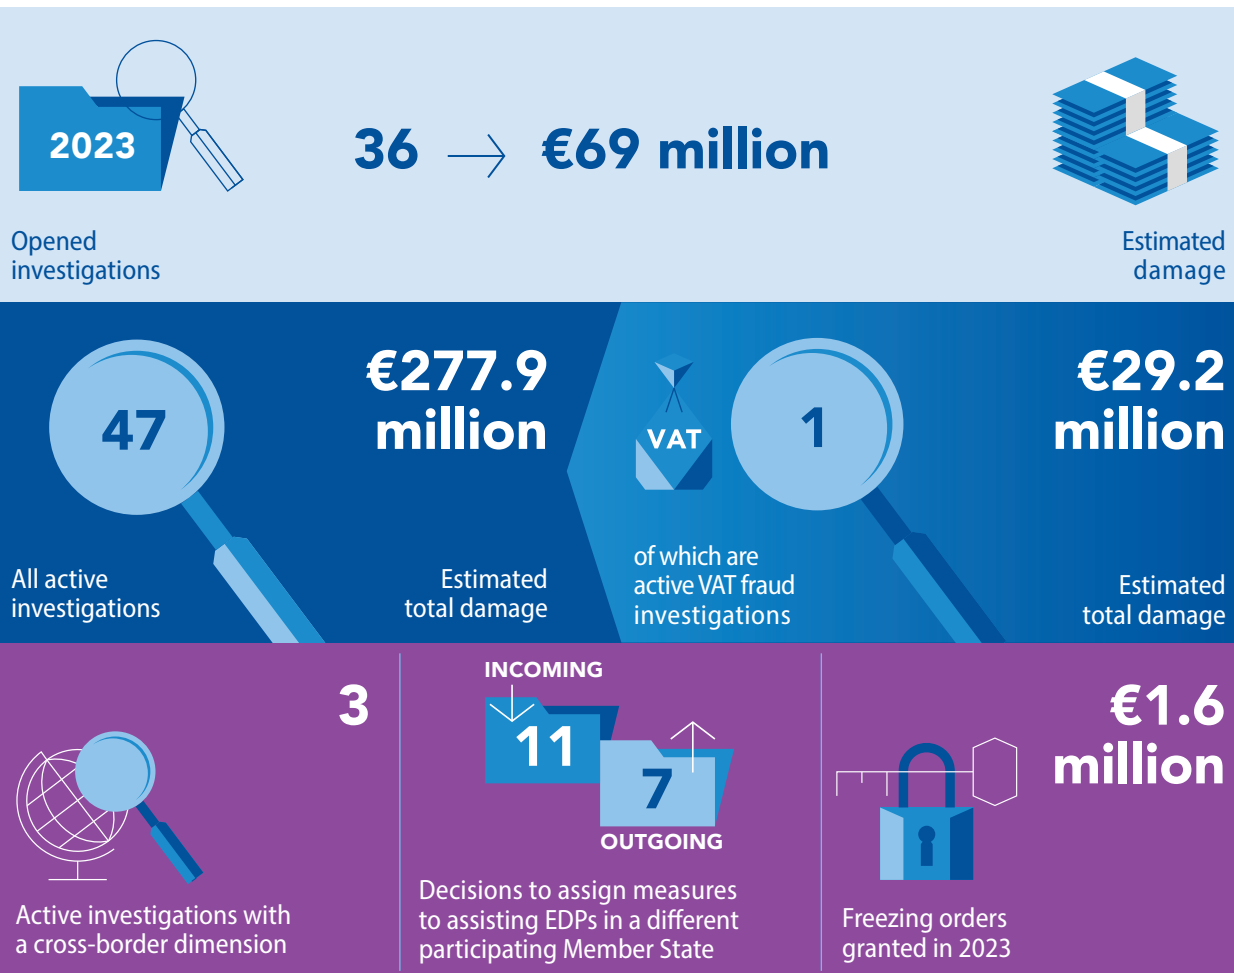 2023
36 → €69 million
Opened
investigations
Estimated
damage
47
€277.9
million
All active
investigations
Estimated
total damage
VAT
1
€29.2
million
of which are
active VAT fraud
investigations
Estimated
total damage
3
Active investigations with
a cross-border dimension
INCOMING
11
7
OUTGOING
Decisions to assign measures
to assisting EDPs in a different
participating Member State
€1.6
million
Freezing orders
granted in 2023